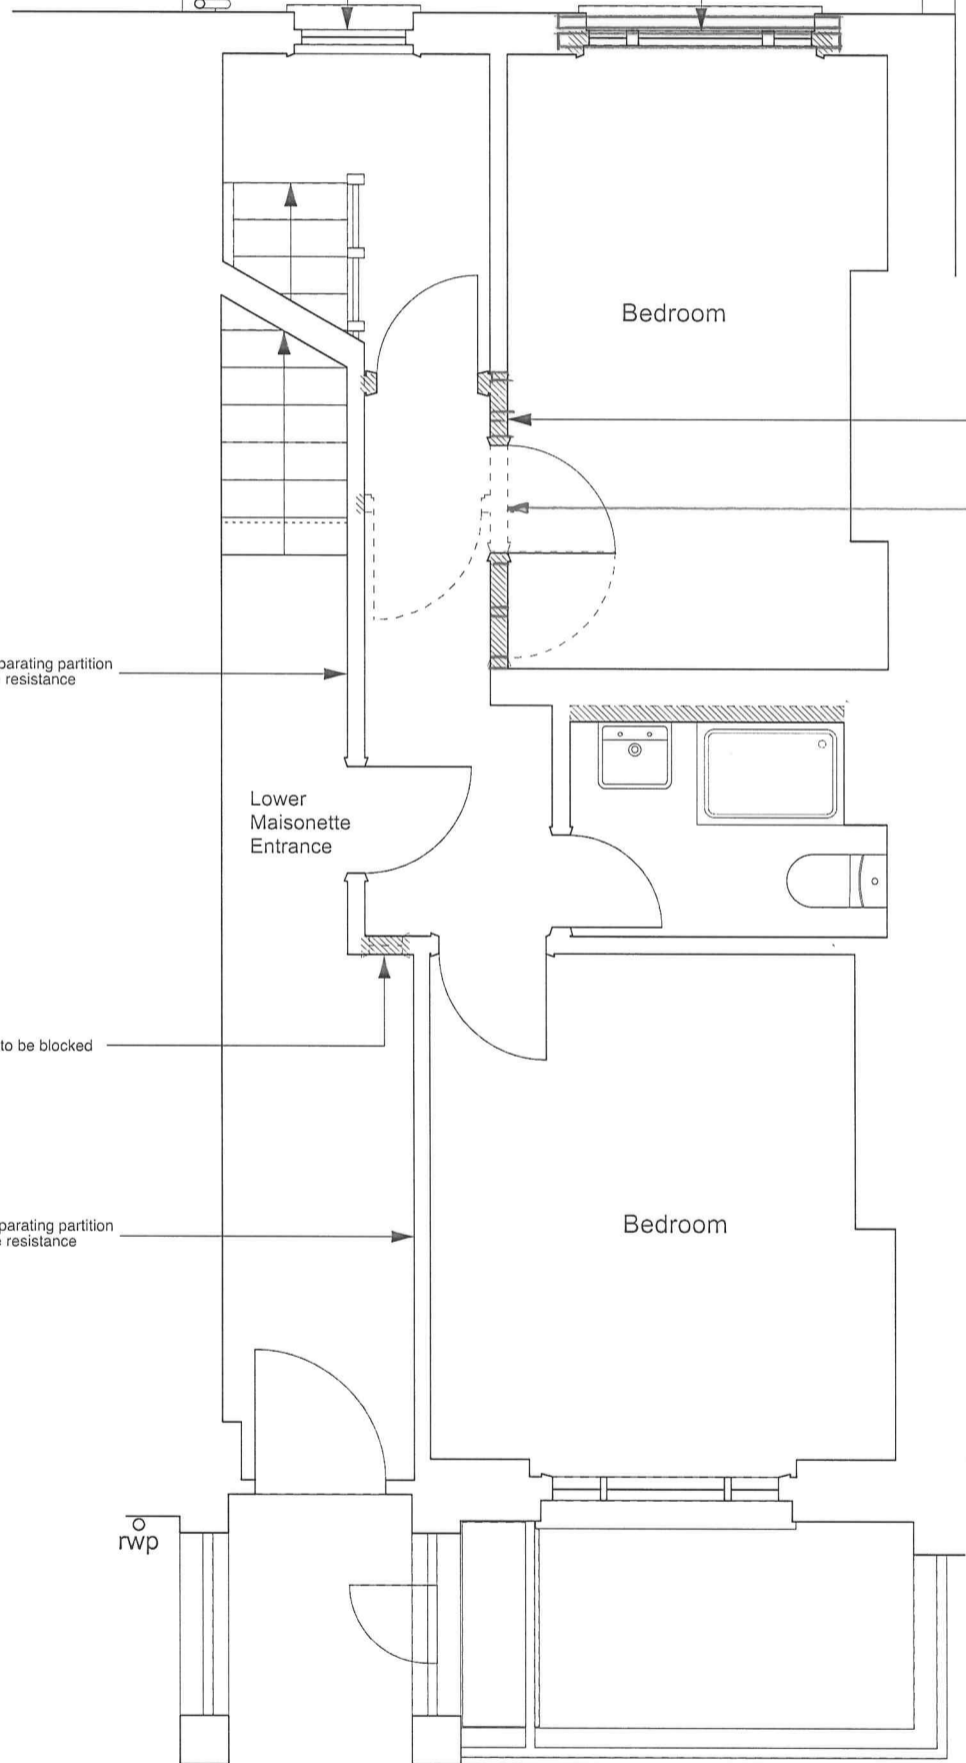 Bedroom
parating partition
resistance
Lower
Maisonette
Entrance
to be blocked
parating partition
resistance
Bedroom
rwp